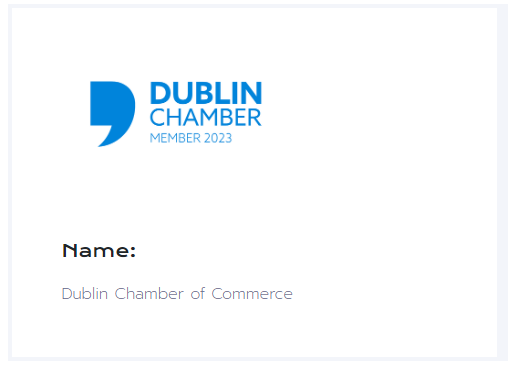 DUBLIN
CHAMBER
MEMBER 2023
Name:
Dublin Chamber of Commerce